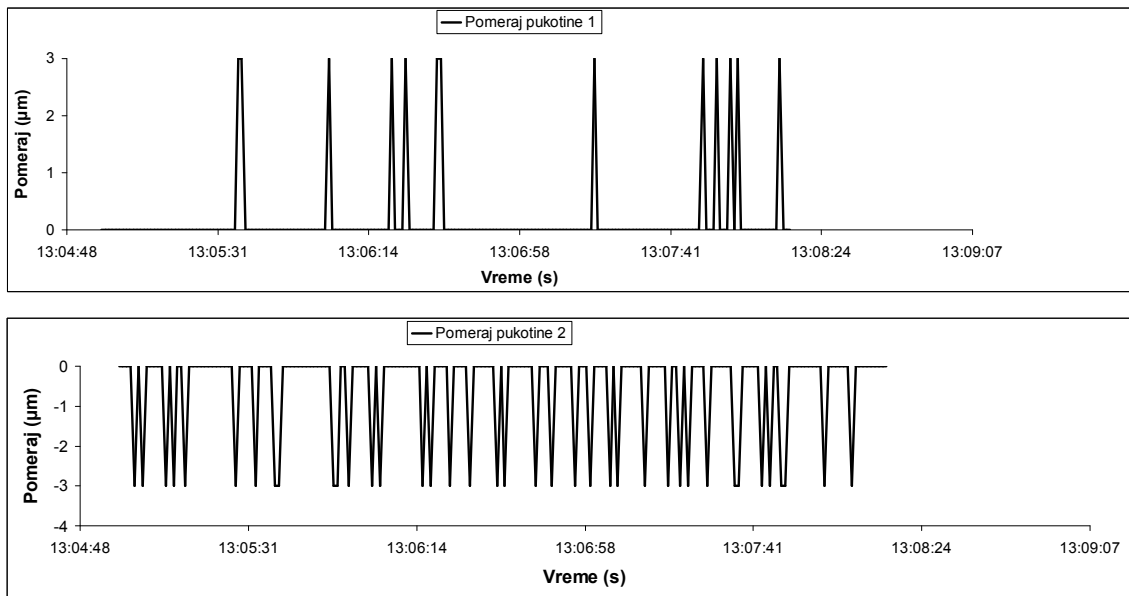 Pomeraj pukotine 1
Pomeraj (µm)
3
2
1
0
13:04:48 13:05:31 13:06:14 13:06:58 13:07:41 13:08:24 13:09:07
Vreme (s)
Pomeraj pukotine 2
Pomeraj (µm)
0
-1
-2
-3
-4
13:04:48 13:05:31 13:06:14 13:06:58 13:07:41 13:08:24 13:09:07
Vreme (s)